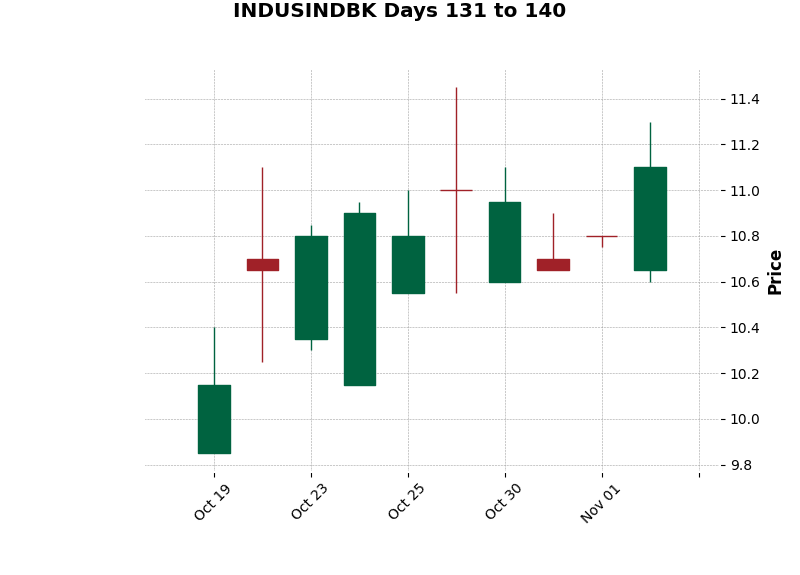 INDUSINDBK Days 131 to 140
11.4
11.2
11.0
10.8
10.6
10.4
10.2
10.0
9.8
Price
Oct 19
Oct 23
Oct 25
Oct 30
Nov 01